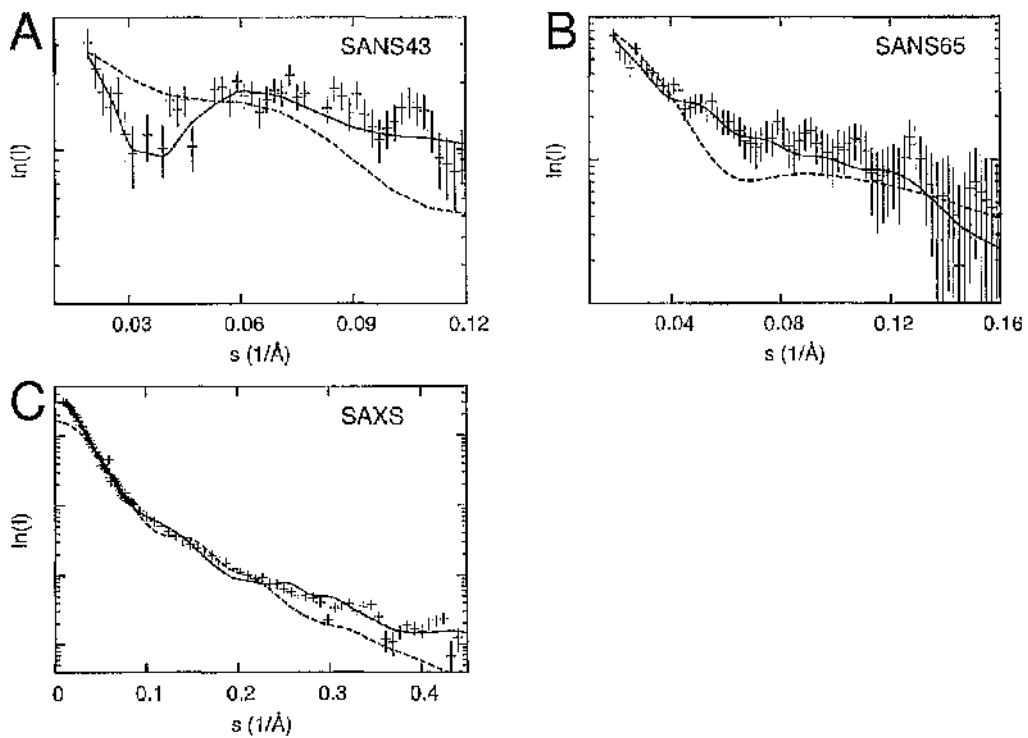 A
SANS43
ln(I)
0.03
0.06
0.09
0.12
s (1/Å)
B
SANS65
ln(I)
0.04
0.08
0.12
0.16
s (1/Å)
C
SAXS
ln(I)
0
0.1
0.2
0.3
0.4
s (1/Å)